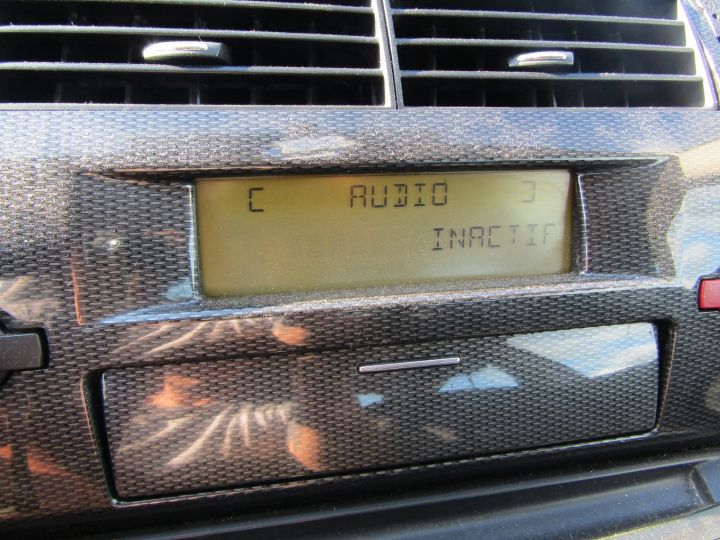 [ AUDIO ]
INACTIF